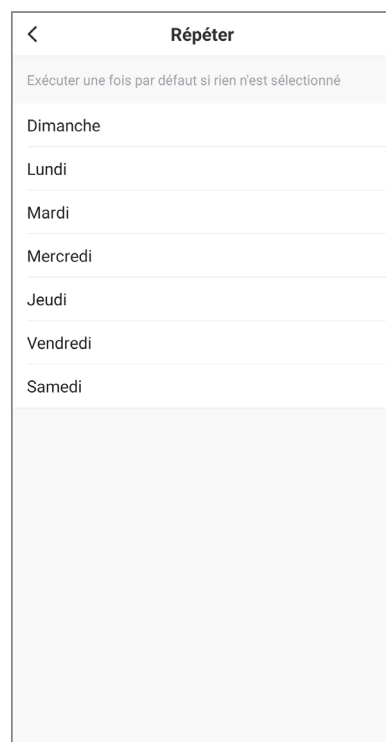 Répéter
Exécuter une fois par défaut si rien n'est sélectionné
Dimanche
Lundi
Mardi
Mercredi
Jeudi
Vendredi
Samedi